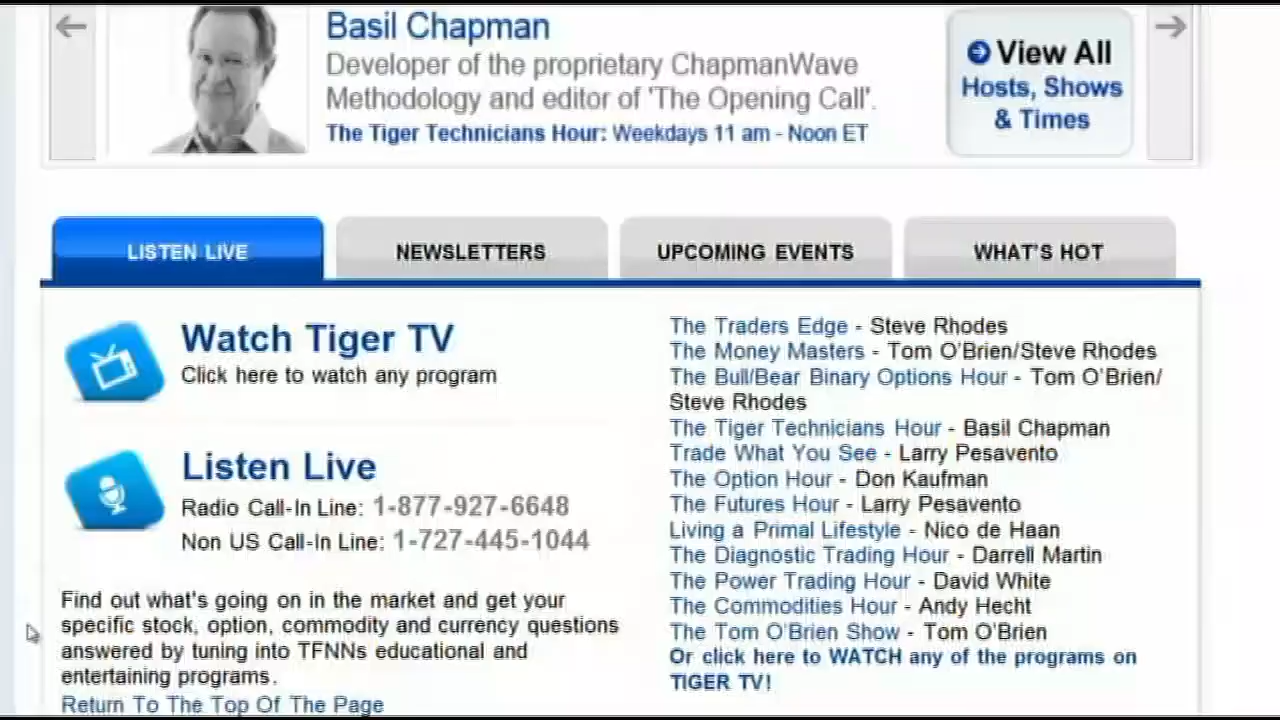 Basil Chapman
Developer of the proprietary ChapmanWave
Methodology and editor of 'The Opening Call'.
The Tiger Technicians Hour: Weekdays 11 am - Noon ET
View All
Hosts, Shows
& Times
LISTEN LIVE
NEWSLETTERS
UPCOMING EVENTS
WHAT'S HOT
Watch Tiger TV
Click here to watch any program
Listen Live
Radio Call-In Line: 1-877-927-6648
Non US Call-In Line: 1-727-445-1044
Find out what's going on in the market and get your
specific stock, option, commodity and currency questions
answered by tuning into TFNNs educational and
entertaining programs.
Return To The Top Of The Page
The Traders Edge - Steve Rhodes
The Money Masters - Tom O'Brien/Steve Rhodes
The Bull/Bear Binary Options Hour - Tom O'Brien/
Steve Rhodes
The Tiger Technicians Hour - Basil Chapman
Trade What You See - Larry Pesavento
The Option Hour - Don Kaufman
The Futures Hour - Larry Pesavento
Living a Primal Lifestyle - Nico de Haan
The Diagnostic Trading Hour - Darrell Martin
The Power Trading Hour - David White
The Commodities Hour - Andy Hecht
The Tom O'Brien Show - Tom O'Brien
Or click here to WATCH any of the programs on
TIGER TV!